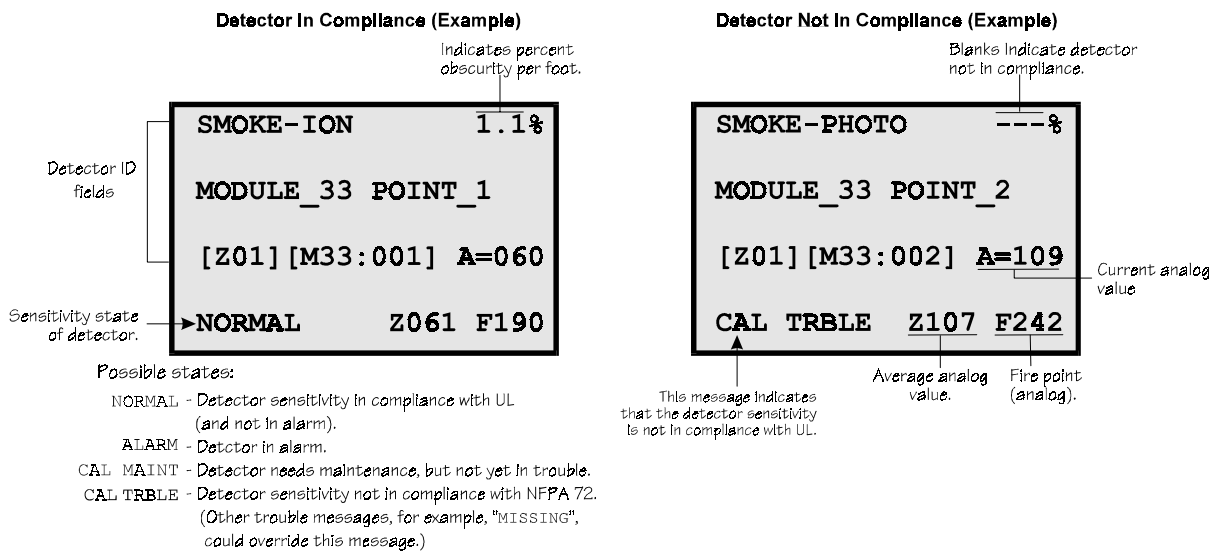 Detector In Compliance (Example)
Indicates percent
obscurity per foot.
SMOKE-ION 1.1%
MODULE_33 POINT_1
[Z01][M33:001] A=060
NORMAL Z061 F190
Detector ID
fields
Sensitivity state
of detector.
Possible states:
NORMAL - Detector sensitivity in compliance with UL
(and not in alarm).
ALARM - Detctor in alarm.
CAL MAINT - Detector needs maintenance, but not yet in trouble.
CAL TRBLE - Detector sensitivity not in compliance with NFPA 72.
(Other trouble messages, for example, "MISSING",
could override this message.)
Detector Not In Compliance (Example)
Blanks Indicate detector
not in compliance.
SMOKE-PHOTO ---%
MODULE_33 POINT_2
[Z01][M33:002] A=109
CAL TRBLE Z107 F242
Current analog
value
This message indicates
that the detector sensitivity
is not in compliance with UL.
Average analog
value.
Fire point
(analog).